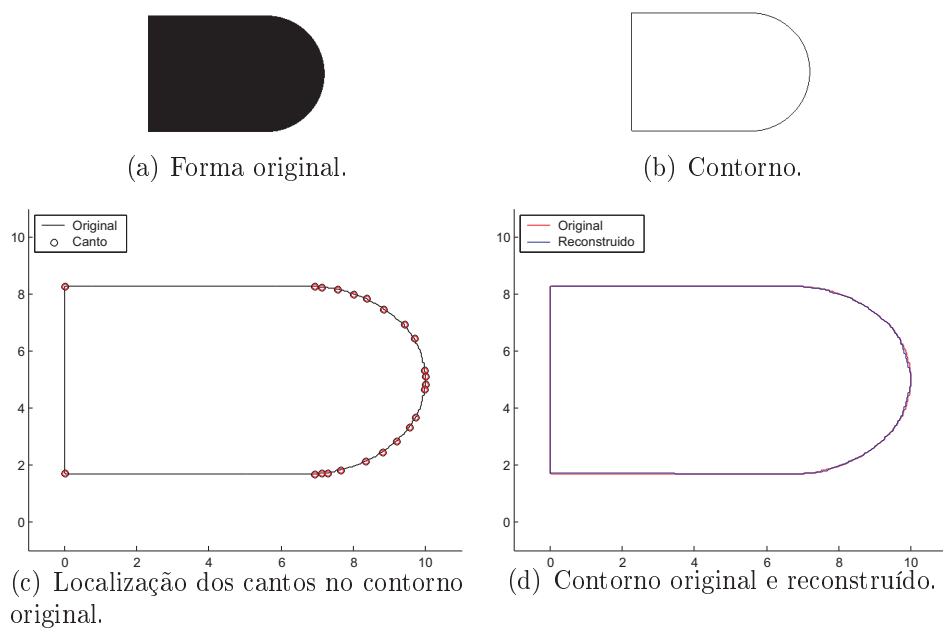 (a) Forma original.
(b) Contorno.
Original
Canto
10
8
6
4
2
0
0
2
4
6
8
10
(c) Localização dos cantos no contorno
original.
Original
Reconstruido
10
8
6
4
2
0
0
2
4
6
8
10
(d) Contorno original e reconstruído.